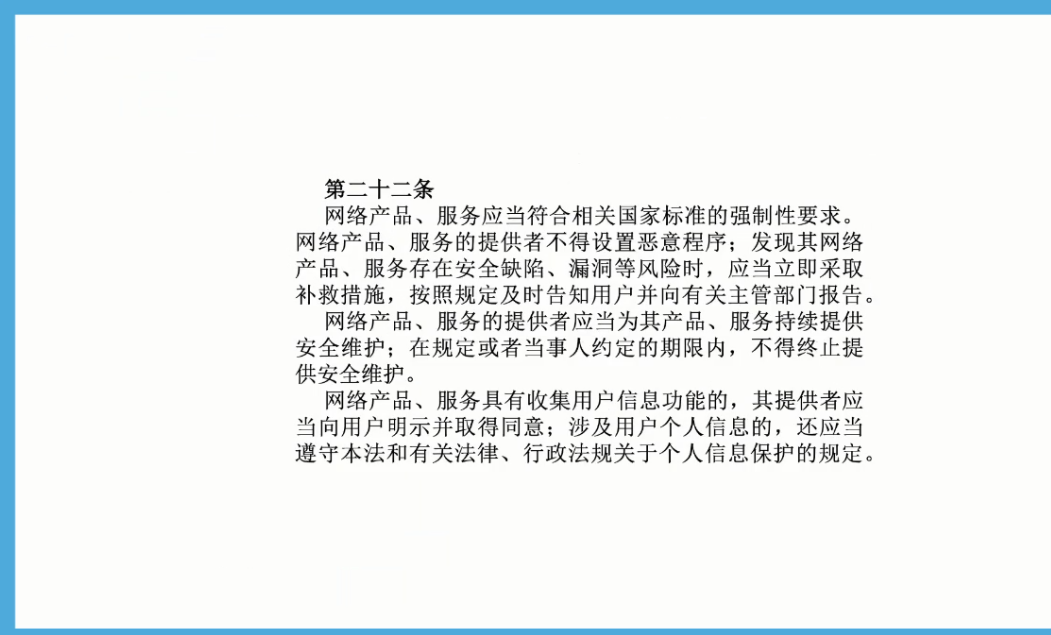 第二十二条
网络产品、服务应当符合相关国家标准的强制性要求。
网络产品、服务的提供者不得设置恶意程序；发现其网络
产品、服务存在安全缺陷、漏洞等风险时，应当立即采取
补救措施，按照规定及时告知用户并向有关主管部门报告。
网络产品、服务的提供者应当为其产品、服务持续提供
安全维护；在规定或者当事人约定的期限内，不得终止提
供安全维护。
网络产品、服务具有收集用户信息功能的，其提供者应
当向用户明示并取得同意；涉及用户个人信息的，还应当
遵守本法和有关法律、行政法规关于个人信息保护的规定。